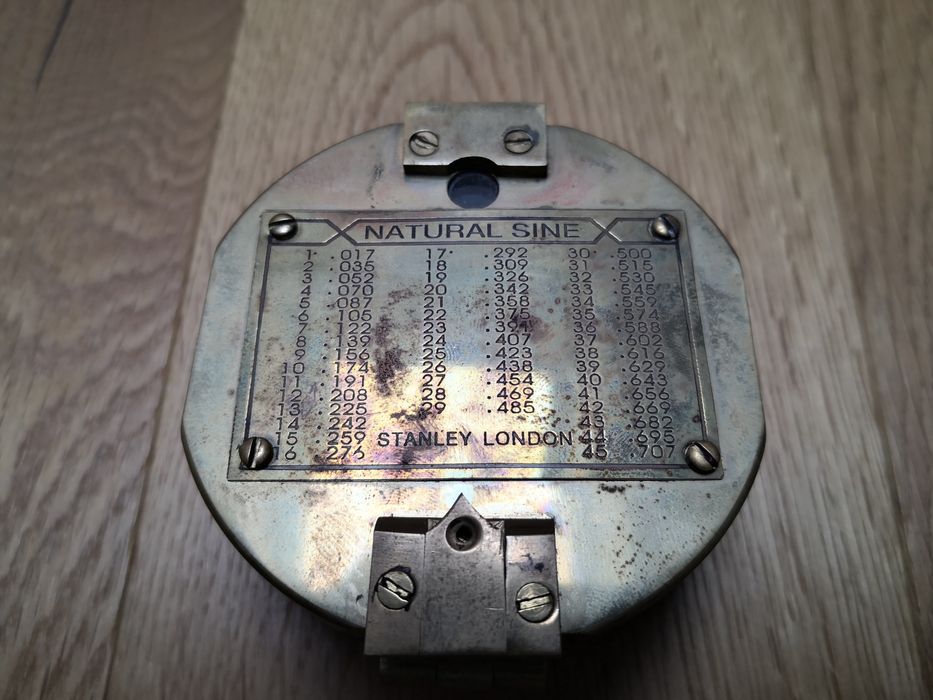 NATURAL SINE
1 .017 17 .292 30 .500
2 .035 18 .309 31 .515
3 .052 19 .326 32 .530
4 .070 20 .342 33 .545
5 .087 21 .358 34 .559
6 .105 22 .375 35 .574
7 .122 23 .391 36 .588
8 .139 24 .407 37 .602
9 .156 25 .423 38 .616
10 .174 26 .438 39 .629
11 .191 27 .454 40 .643
12 .208 28 .469 41 .656
13 .225 29 .485 42 .669
14 .242 43 .682
15 .259 STANLEY LONDON 44 .695
16 .276 45 .707